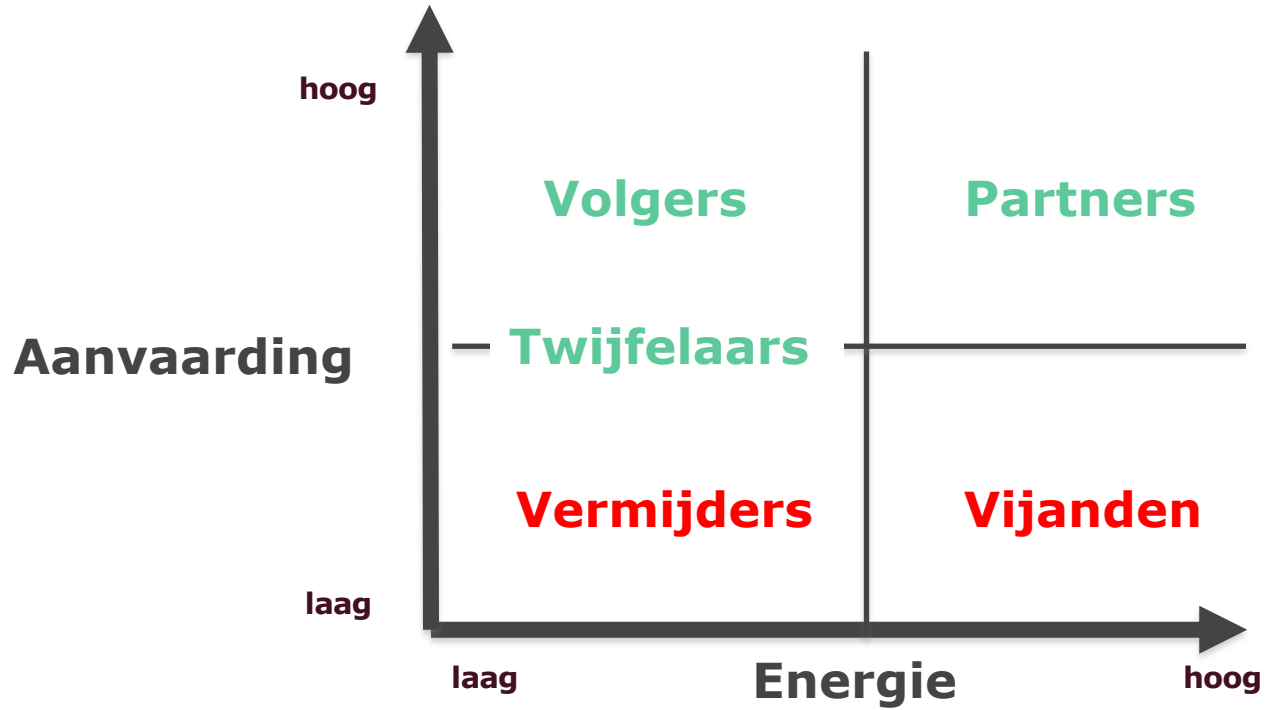 hoog
Volgers
Partners
Aanvaarding
Twijfelaars
Vermijders
Vijanden
laag
laag
Energie
hoog